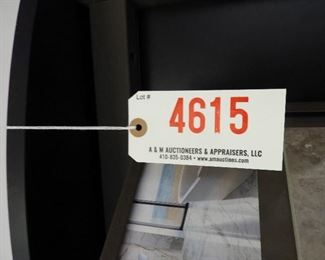 Lot #
4615
A & M AUCTIONEERS & APPRAISERS, LLC
410-835-0384 • www.amauctions.com